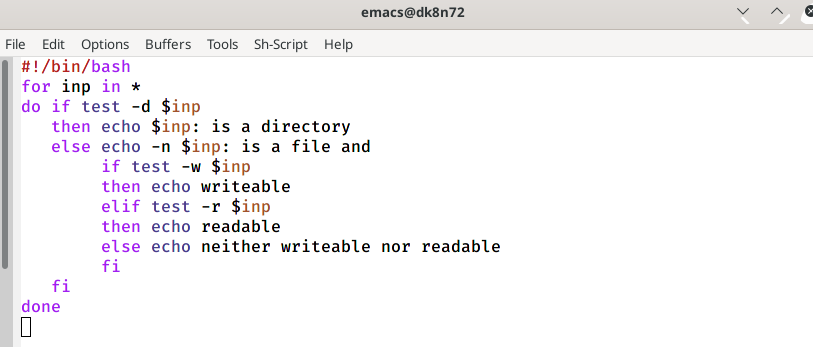 emacs@dk8n72
File Edit Options Buffers Tools Sh-Script Help
#!/bin/bash
for inp in *
do if test -d $inp
   then echo $inp: is a directory
   else echo -n $inp: is a file and
        if test -w $inp
        then echo writeable
        elif test -r $inp
        then echo readable
        else echo neither writeable nor readable
        fi
   fi
done